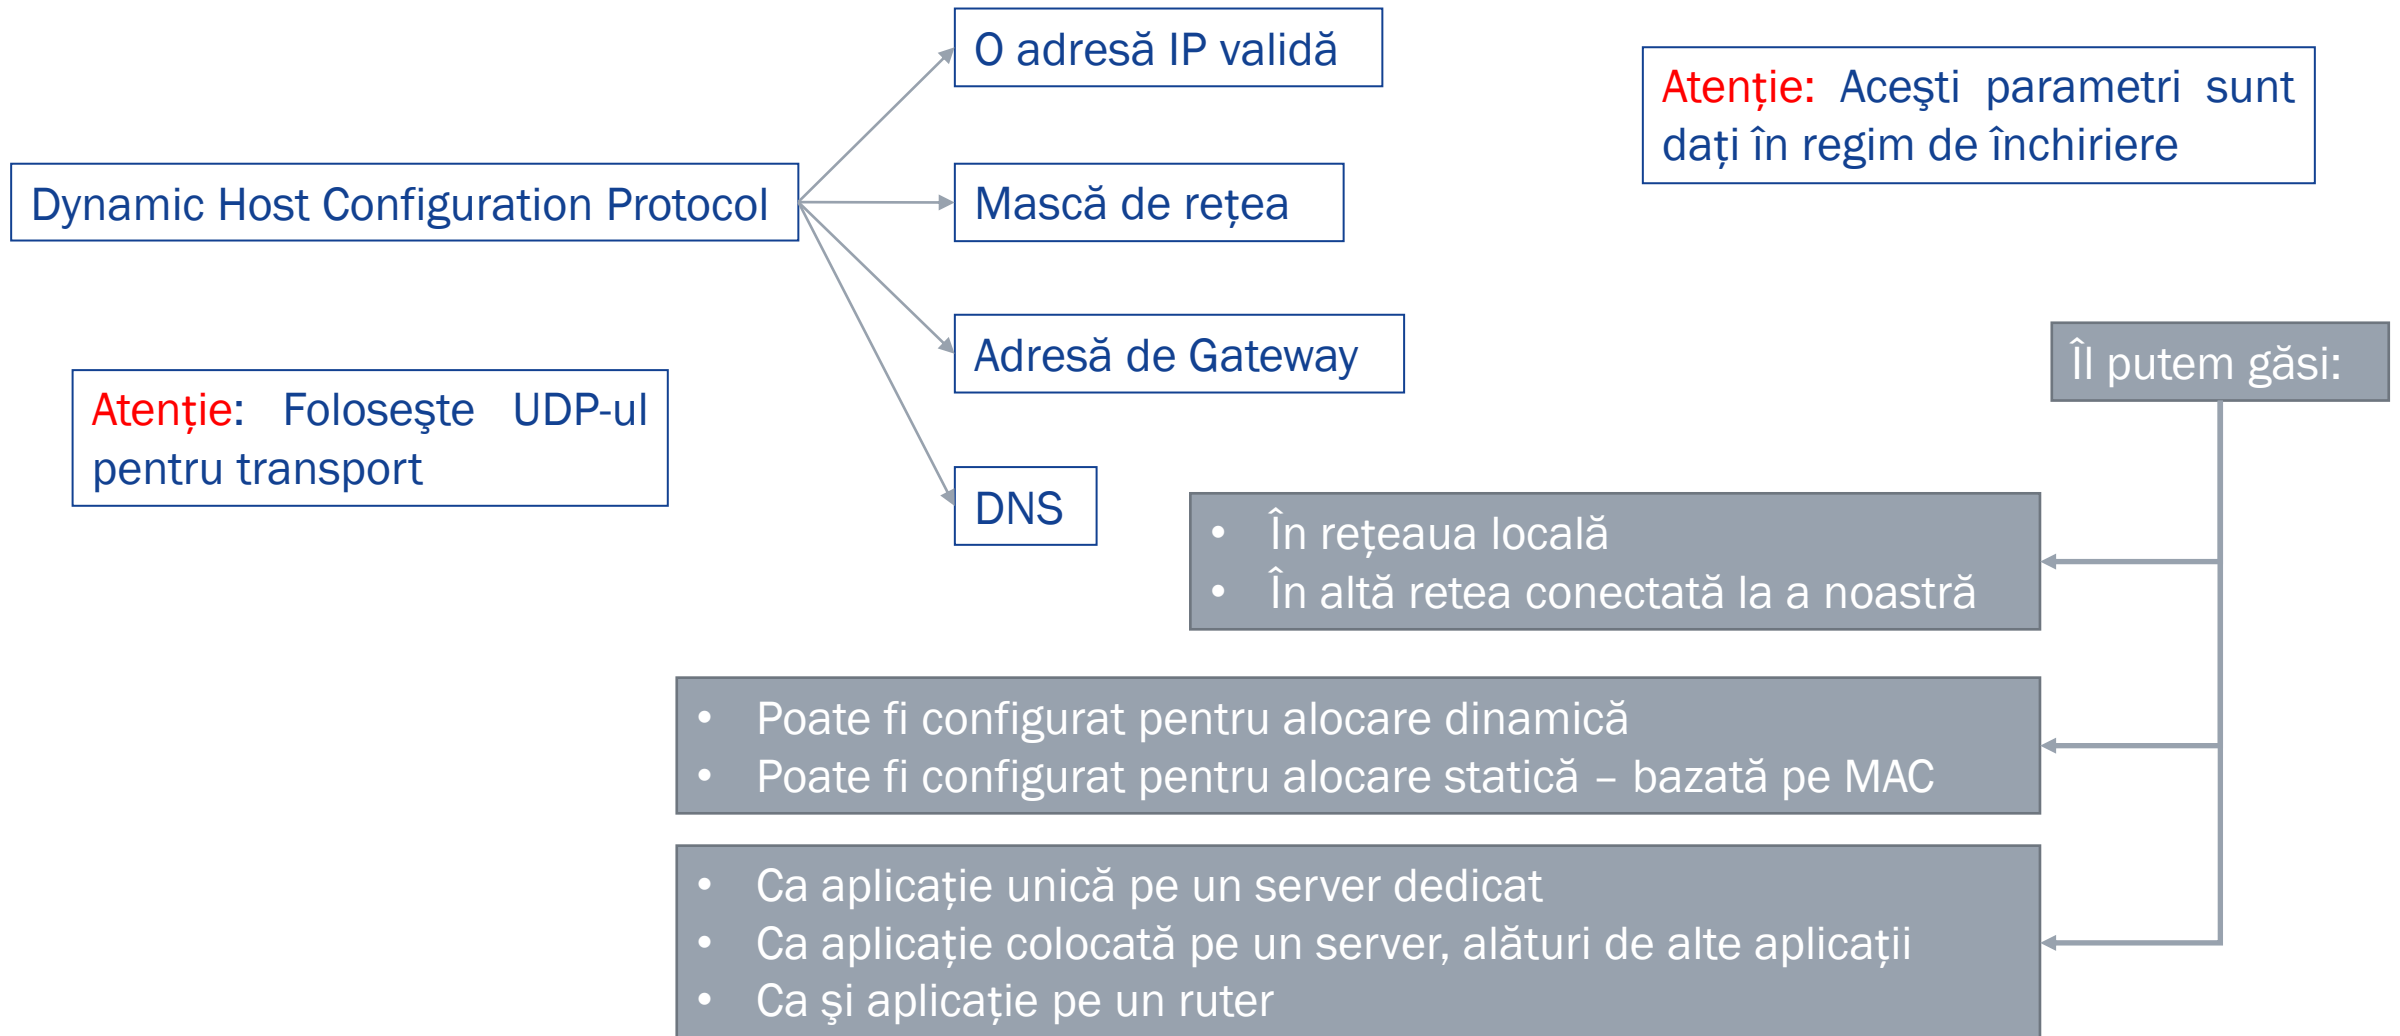 O adresă IP validă
Atenție: Aceşti parametri sunt
dați în regim de închiriere
Dynamic Host Configuration Protocol
Mască de rețea
Adresă de Gateway
Îl putem găsi:
Atenție: Foloseşte UDP-ul
pentru transport
DNS
• În rețeaua locală
• În altă retea conectată la a noastră
• Poate fi configurat pentru alocare dinamică
• Poate fi configurat pentru alocare statică – bazată pe MAC
• Ca aplicație unică pe un server dedicat
• Ca aplicație colocată pe un server, alături de alte aplicații
• Ca şi aplicație pe un ruter